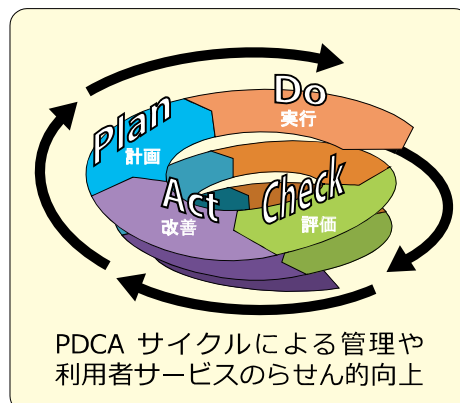 Plan
計画
Do
実行
Check
評価
Act
改善
PDCA サイクルによる管理や
利用者サービスのらせん的向上